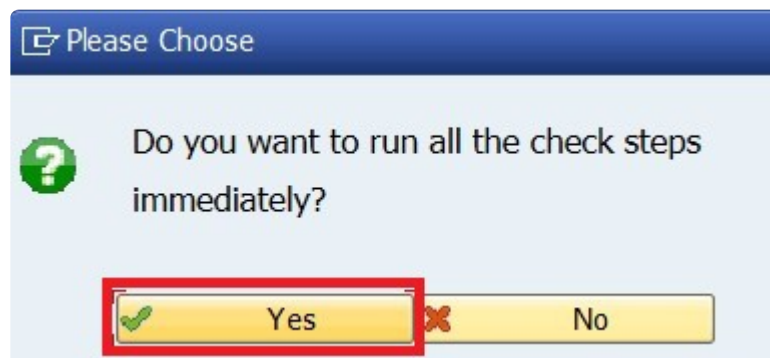 Please Choose
Do you want to run all the check steps
immediately?
Yes No